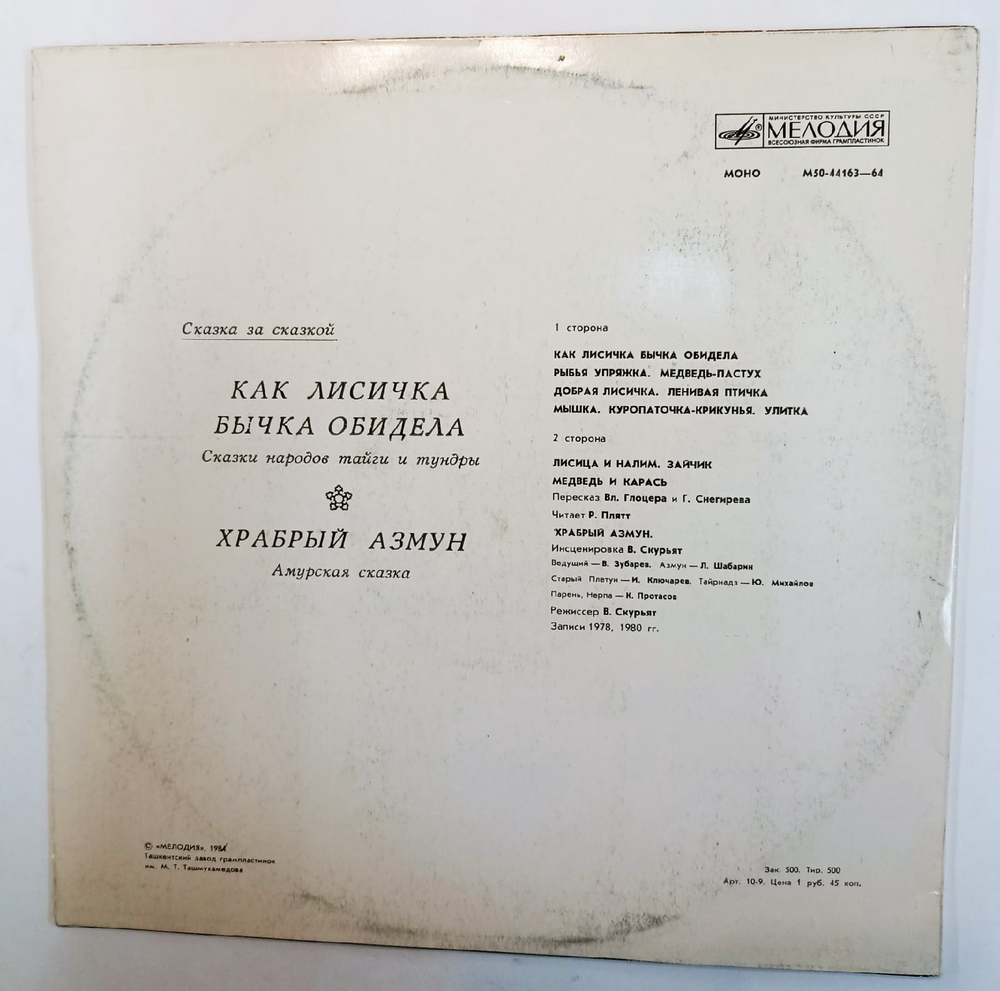 МИНИСТЕРСТВО КУЛЬТУРЫ СССР
® МЕЛОДИЯ
ВСЕСОЮЗНАЯ ФИРМА ГРАМПЛАСТИНОК
МОНО М50-44163—64
Сказка за сказкой
КАК ЛИСИЧКА
БЫЧКА ОБИДЕЛА
Сказки народов тайги и тундры
ХРАБРЫЙ АЗМУН
Амурская сказка
1 сторона
КАК ЛИСИЧКА БЫЧКА ОБИДЕЛА
РЫБЬЯ УПРЯЖКА. МЕДВЕДЬ-ПАСТУХ
ДОБРАЯ ЛИСИЧКА. ЛЕНИВАЯ ПТИЧКА
МЫШКА. КУРОПАТОЧКА-КРИКУНЬЯ. УЛИТКА
2 сторона
ЛИСИЦА И НАЛИМ. ЗАЙЧИК
МЕДВЕДЬ И КАРАСЬ
Пересказ Вл. Глоцера и Г. Снегирева
Читает Р. Плятт
ХРАБРЫЙ АЗМУН.
Инсценировка В. Скурьят
Ведущий — В. Зубарев. Азмун — Л. Шабарин
Старый Плетун — И. Ключарев. Тайрнадз — Ю. Михайлов
Парень, Нерпа — К. Протасов
Режиссер В. Скурьят
Записи 1978, 1980 гг.
© «МЕЛОДИЯ», 1984
Ташкентский завод грампластинок
им. М. Т. Ташмухамедова
Зак. 500. Тир. 500
Арт. 10-9. Цена 1 руб. 45 коп.